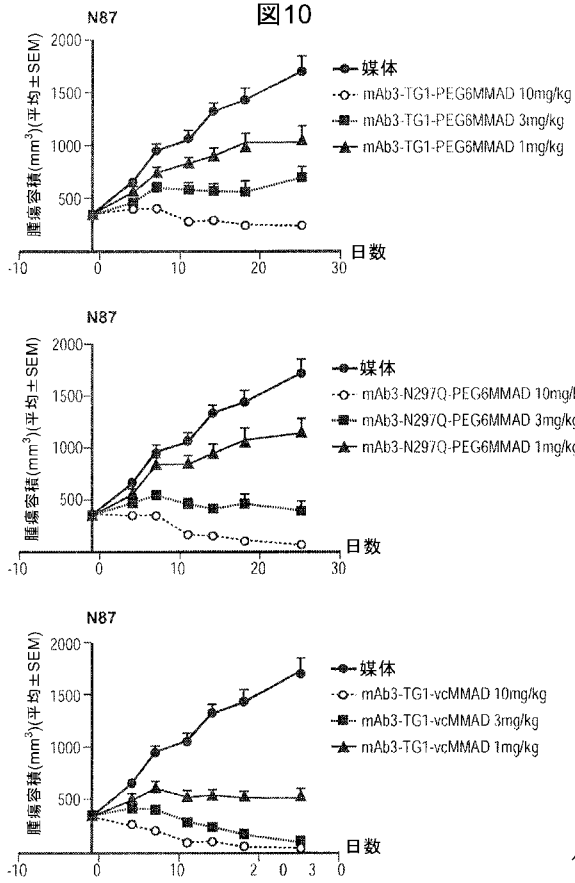 図10
N87
腫瘍容積(mm³)(平均±SEM)
2000
1500
1000
500
-10
0
10
20
30
日数
媒体
mAb3-TG1-PEG6MMAD 10mg/kg
mAb3-TG1-PEG6MMAD 3mg/kg
mAb3-TG1-PEG6MMAD 1mg/kg
N87
腫瘍容積(mm³)(平均±SEM)
2000
1500
1000
500
-10
0
10
20
30
日数
媒体
mAb3-N297Q-PEG6MMAD 10mg/
mAb3-N297Q-PEG6MMAD 3mg/kg
mAb3-N297Q-PEG6MMAD 1mg/kg
N87
腫瘍容積(mm³)(平均±SEM)
2000
1500
1000
500
-10
0
10
2 0 3 0
日数
媒体
mAb3-TG1-vcMMAD 10mg/kg
mAb3-TG1-vcMMAD 3mg/kg
mAb3-TG1-vcMMAD 1mg/kg